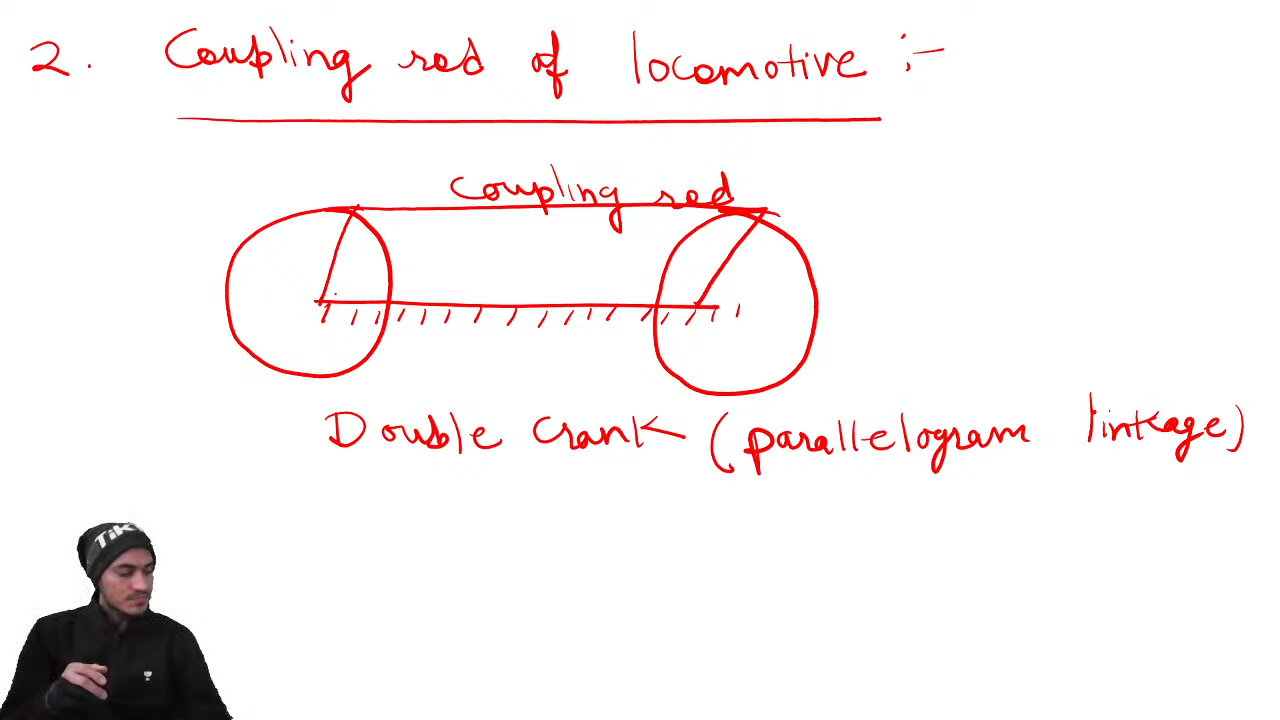 2. Coupling rod of locomotive :-
coupling rod
Double crank (parallelogram linkage)